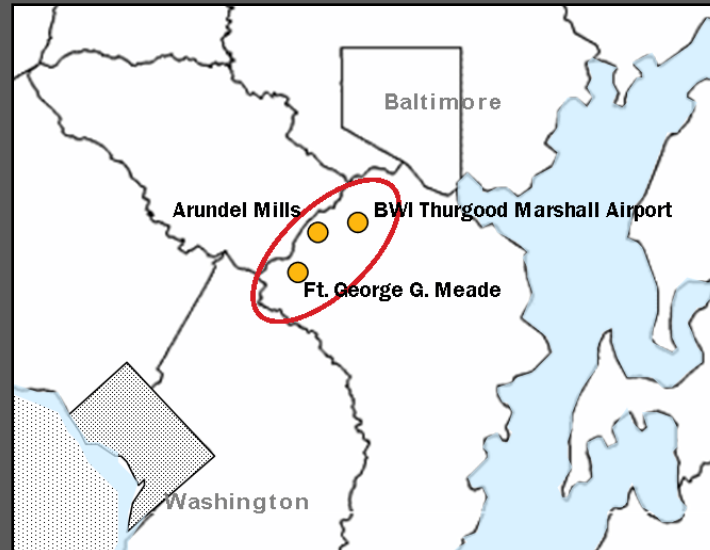 Baltimore
Arundel Mills
BWI Thurgood Marshall Airport
Ft. George G. Meade
Washington